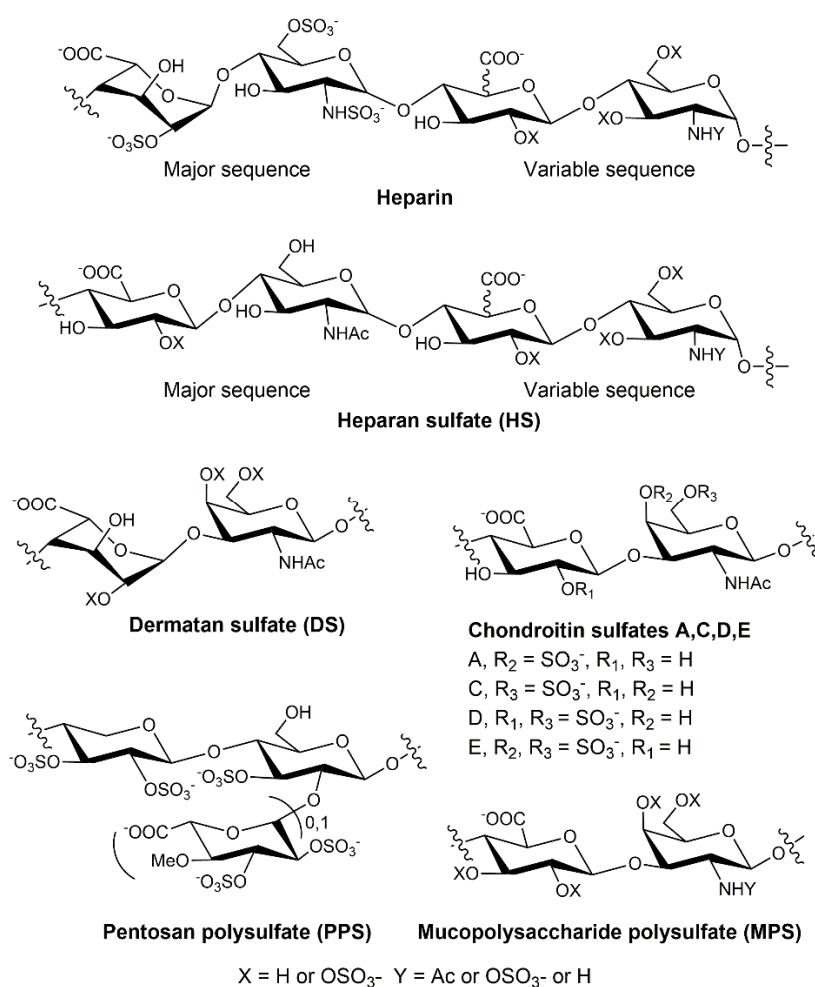 OSO₃⁻
⁻OOC OH O O O COO⁻ OX
O HO NHSO₃⁻ O O O O
⁻O₃SO O HO OX XO NHY O
Major sequence Variable sequence
Heparin
OH
⁻OOC O O O COO⁻ OX
HO OX O HO NHAc O O O O
HO OX XO NHY O
Major sequence Variable sequence
Heparan sulfate (HS)
⁻OOC OH O OX OX O O
O O NHAc
XO
Dermatan sulfate (DS)
⁻OOC O OR₂ OR₃ O O
HO OR₁ O NHAc
Chondroitin sulfates A,C,D,E
A, R₂ = SO₃⁻, R₁, R₃ = H
C, R₃ = SO₃⁻, R₁, R₂ = H
D, R₁, R₃ = SO₃⁻, R₂ = H
E, R₂, R₃ = SO₃⁻, R₁ = H
O O OH O O
⁻O₃SO OSO₃⁻ ⁻O₃SO O
⁻OOC O 0,1
MeO ⁻O₃SO OSO₃⁻
Pentosan polysulfate (PPS)
⁻OOC O OX OX O O
XO OX O NHY
Mucopolysaccharide polysulfate (MPS)
X = H or OSO₃- Y = Ac or OSO₃- or H